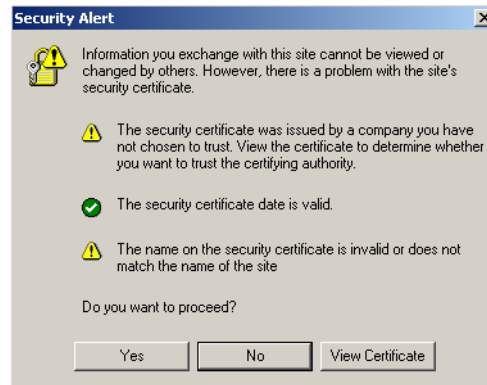 Security Alert
Information you exchange with this site cannot be viewed or
changed by others. However, there is a problem with the site's
security certificate.
The security certificate was issued by a company you have
not chosen to trust. View the certificate to determine whether
you want to trust the certifying authority.
The security certificate date is valid.
The name on the security certificate is invalid or does not
match the name of the site
Do you want to proceed?
Yes No View Certificate